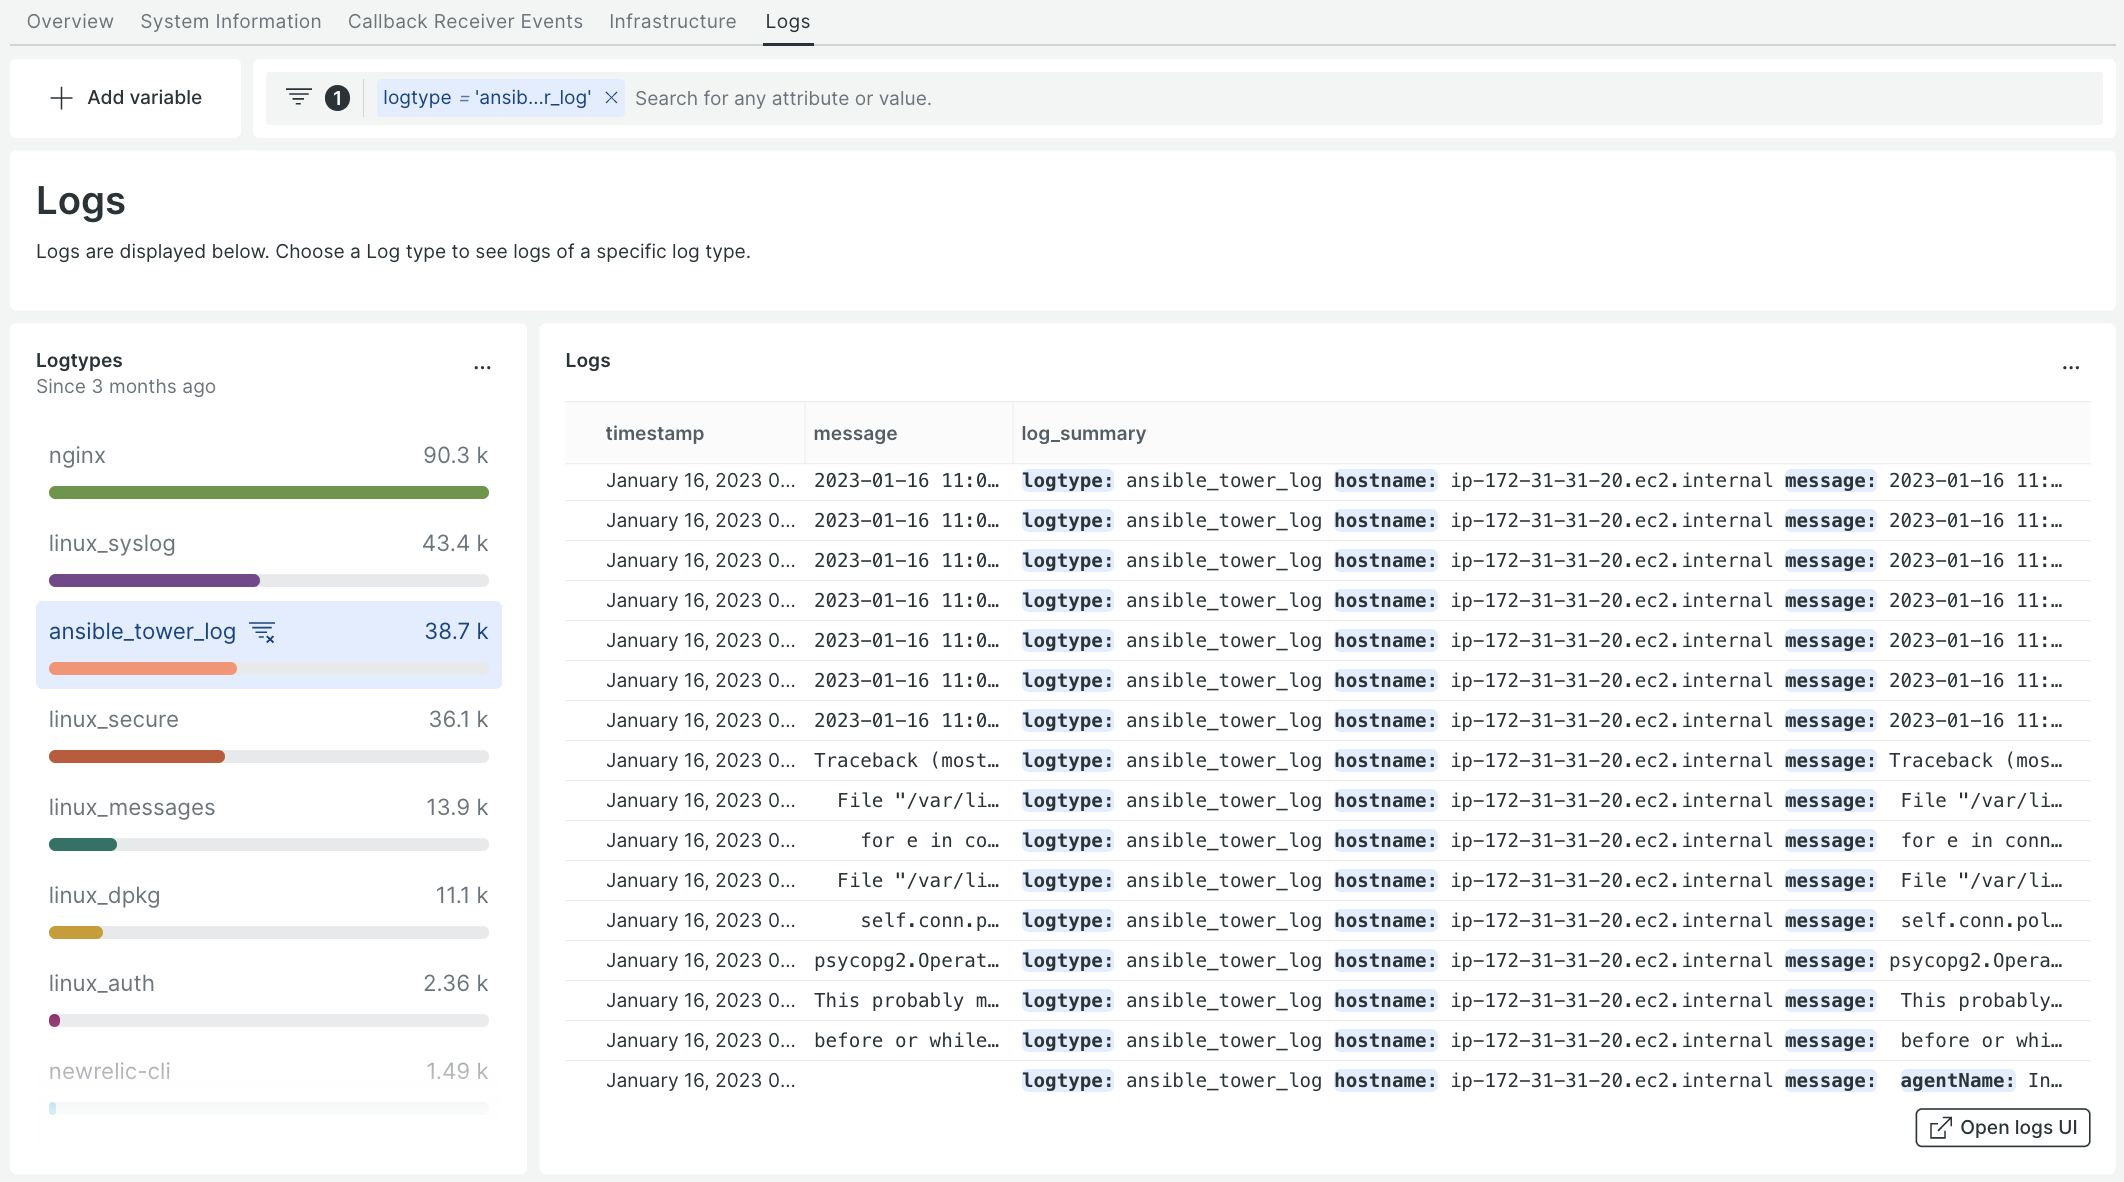 Overview System Information Callback Receiver Events Infrastructure Logs
Add variable
1 logtype = 'ansib...r_log' × Search for any attribute or value.
Logs
Logs are displayed below. Choose a Log type to see logs of a specific log type.
Logtypes
Since 3 months ago
nginx 90.3 k
linux_syslog 43.4 k
ansible_tower_log 38.7 k
linux_secure 36.1 k
linux_messages 13.9 k
linux_dpkg 11.1 k
linux_auth 2.36 k
newrelic-cli 1.49 k
Logs
timestamp message log_summary
January 16, 2023 0... 2023-01-16 11:0… logtype: ansible_tower_log hostname: ip-172-31-31-20.ec2.internal message: 2023-01-16 11:…
January 16, 2023 0... 2023-01-16 11:0… logtype: ansible_tower_log hostname: ip-172-31-31-20.ec2.internal message: 2023-01-16 11:…
January 16, 2023 0... 2023-01-16 11:0… logtype: ansible_tower_log hostname: ip-172-31-31-20.ec2.internal message: 2023-01-16 11:…
January 16, 2023 0... 2023-01-16 11:0… logtype: ansible_tower_log hostname: ip-172-31-31-20.ec2.internal message: 2023-01-16 11:…
January 16, 2023 0... 2023-01-16 11:0… logtype: ansible_tower_log hostname: ip-172-31-31-20.ec2.internal message: 2023-01-16 11:…
January 16, 2023 0... 2023-01-16 11:0… logtype: ansible_tower_log hostname: ip-172-31-31-20.ec2.internal message: 2023-01-16 11:…
January 16, 2023 0... 2023-01-16 11:0… logtype: ansible_tower_log hostname: ip-172-31-31-20.ec2.internal message: 2023-01-16 11:…
January 16, 2023 0... Traceback (most… logtype: ansible_tower_log hostname: ip-172-31-31-20.ec2.internal message: Traceback (mos…
January 16, 2023 0... File "/var/li… logtype: ansible_tower_log hostname: ip-172-31-31-20.ec2.internal message: File "/var/li…
January 16, 2023 0... for e in co… logtype: ansible_tower_log hostname: ip-172-31-31-20.ec2.internal message: for e in conn…
January 16, 2023 0... File "/var/li… logtype: ansible_tower_log hostname: ip-172-31-31-20.ec2.internal message: File "/var/li…
January 16, 2023 0... self.conn.p… logtype: ansible_tower_log hostname: ip-172-31-31-20.ec2.internal message: self.conn.pol…
January 16, 2023 0... psycopg2.Operat… logtype: ansible_tower_log hostname: ip-172-31-31-20.ec2.internal message: psycopg2.Opera…
January 16, 2023 0... This probably m… logtype: ansible_tower_log hostname: ip-172-31-31-20.ec2.internal message: This probably…
January 16, 2023 0... before or while… logtype: ansible_tower_log hostname: ip-172-31-31-20.ec2.internal message: before or whi…
January 16, 2023 0... logtype: ansible_tower_log hostname: ip-172-31-31-20.ec2.internal message: agentName: In…
Open logs UI